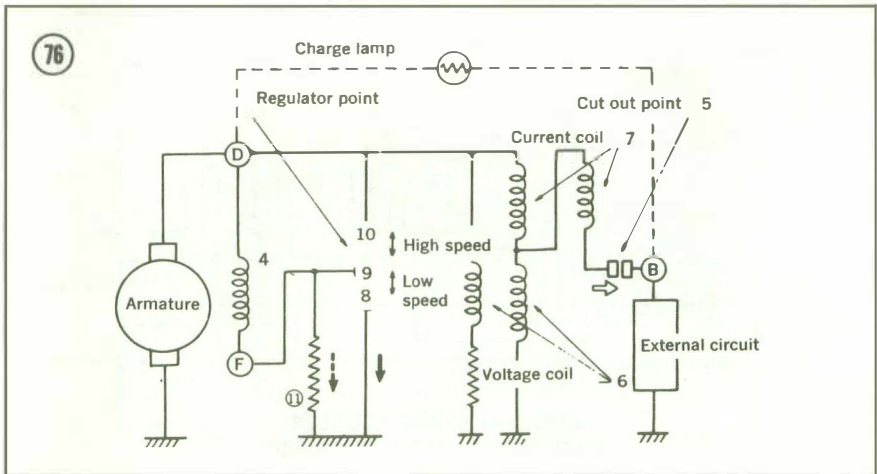 76
Charge lamp
Regulator point
Cut out point 5
Current coil 7
D
10
High speed
4
9
Low
speed
8
B
Armature
F
External circuit
Voltage coil
6
11